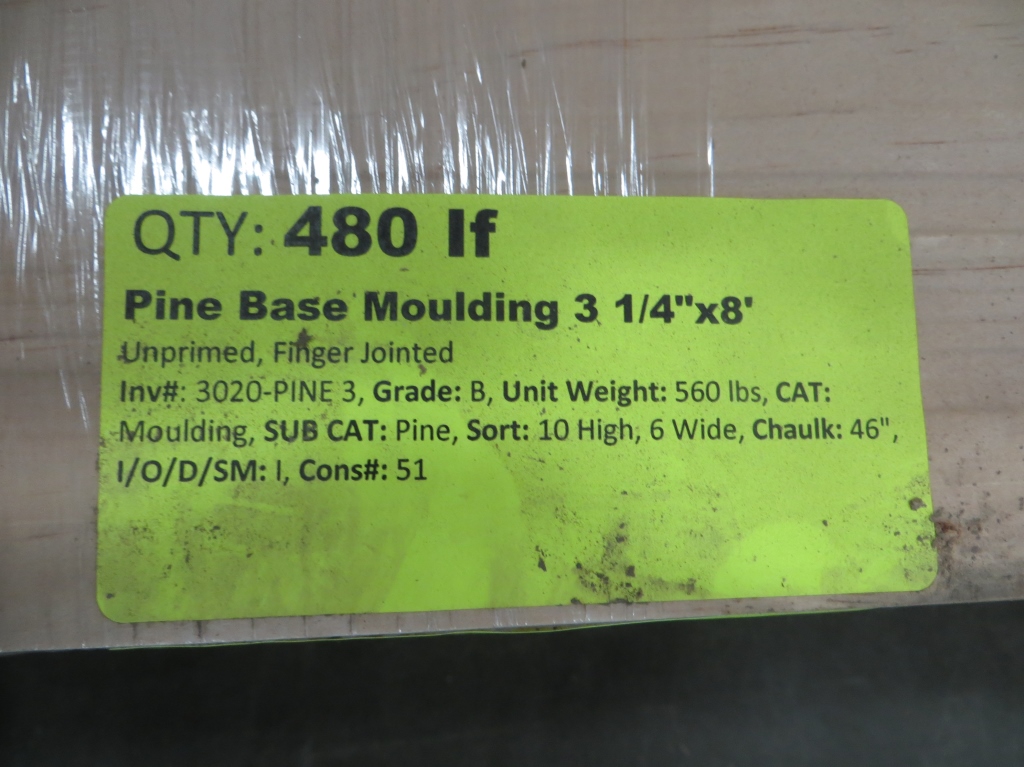 QTY: 480 lf
Pine Base Moulding 3 1/4"x8'
Unprimed, Finger Jointed
Inv#: 3020-PINE 3, Grade: B, Unit Weight: 560 lbs, CAT:
Moulding, SUB CAT: Pine, Sort: 10 High, 6 Wide, Chaulk: 46",
I/O/D/SM: I, Cons#: 51